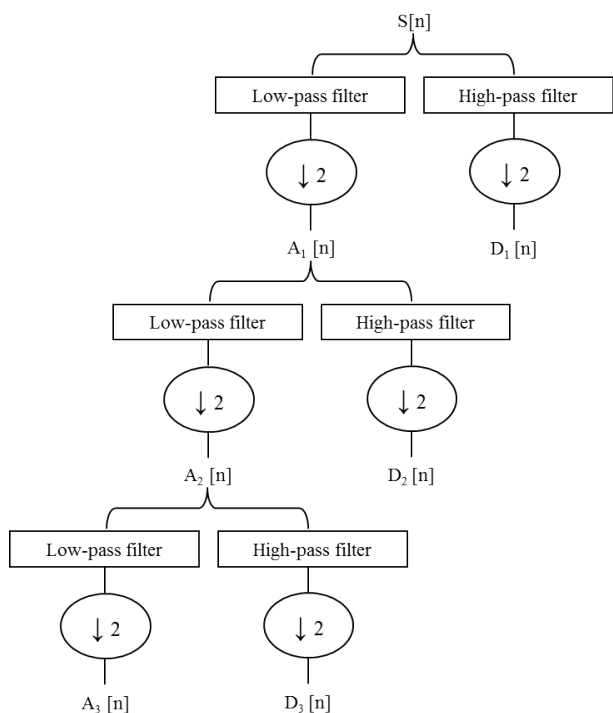 S[n]
Low-pass filter High-pass filter
↓ 2 ↓ 2
A₁ [n] D₁ [n]
Low-pass filter High-pass filter
↓ 2 ↓ 2
A₂ [n] D₂ [n]
Low-pass filter High-pass filter
↓ 2 ↓ 2
A₃ [n] D₃ [n]